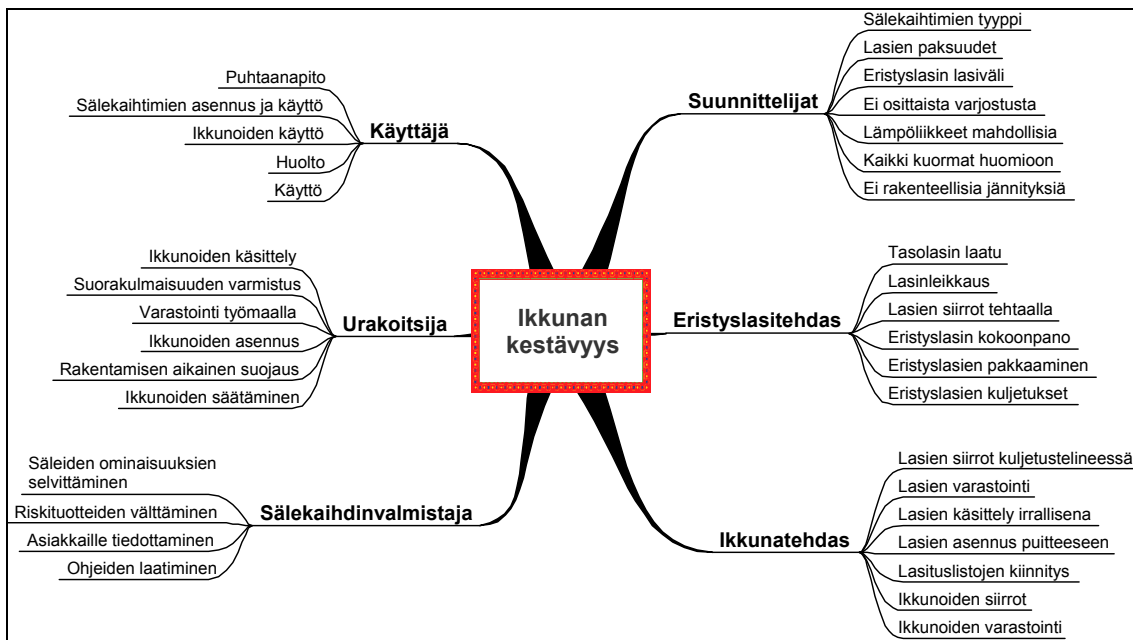 Ikkunan
kestävyys
Suunnittelijat
Sälekaihtimien tyyppi
Lasien paksuudet
Eristyslasin lasiväli
Ei osittaista varjostusta
Lämpöliikkeet mahdollisia
Kaikki kuormat huomioon
Ei rakenteellisia jännityksiä
Eristyslasitehdas
Tasolasin laatu
Lasinleikkaus
Lasien siirrot tehtaalla
Eristyslasin kokoonpano
Eristyslasien pakkaaminen
Eristyslasien kuljetukset
Ikkunatehdas
Lasien siirrot kuljetustelineessä
Lasien varastointi
Lasien käsittely irrallisena
Lasien asennus puitteeseen
Lasituslistojen kiinnitys
Ikkunoiden siirrot
Ikkunoiden varastointi
Käyttäjä
Puhtaanapito
Sälekaihtimien asennus ja käyttö
Ikkunoiden käyttö
Huolto
Käyttö
Urakoitsija
Ikkunoiden käsittely
Suorakulmaisuuden varmistus
Varastointi työmaalla
Ikkunoiden asennus
Rakentamisen aikainen suojaus
Ikkunoiden säätäminen
Sälekaihdinvalmistaja
Säleiden ominaisuuksien
selvittäminen
Riskituotteiden välttäminen
Asiakkaille tiedottaminen
Ohjeiden laatiminen